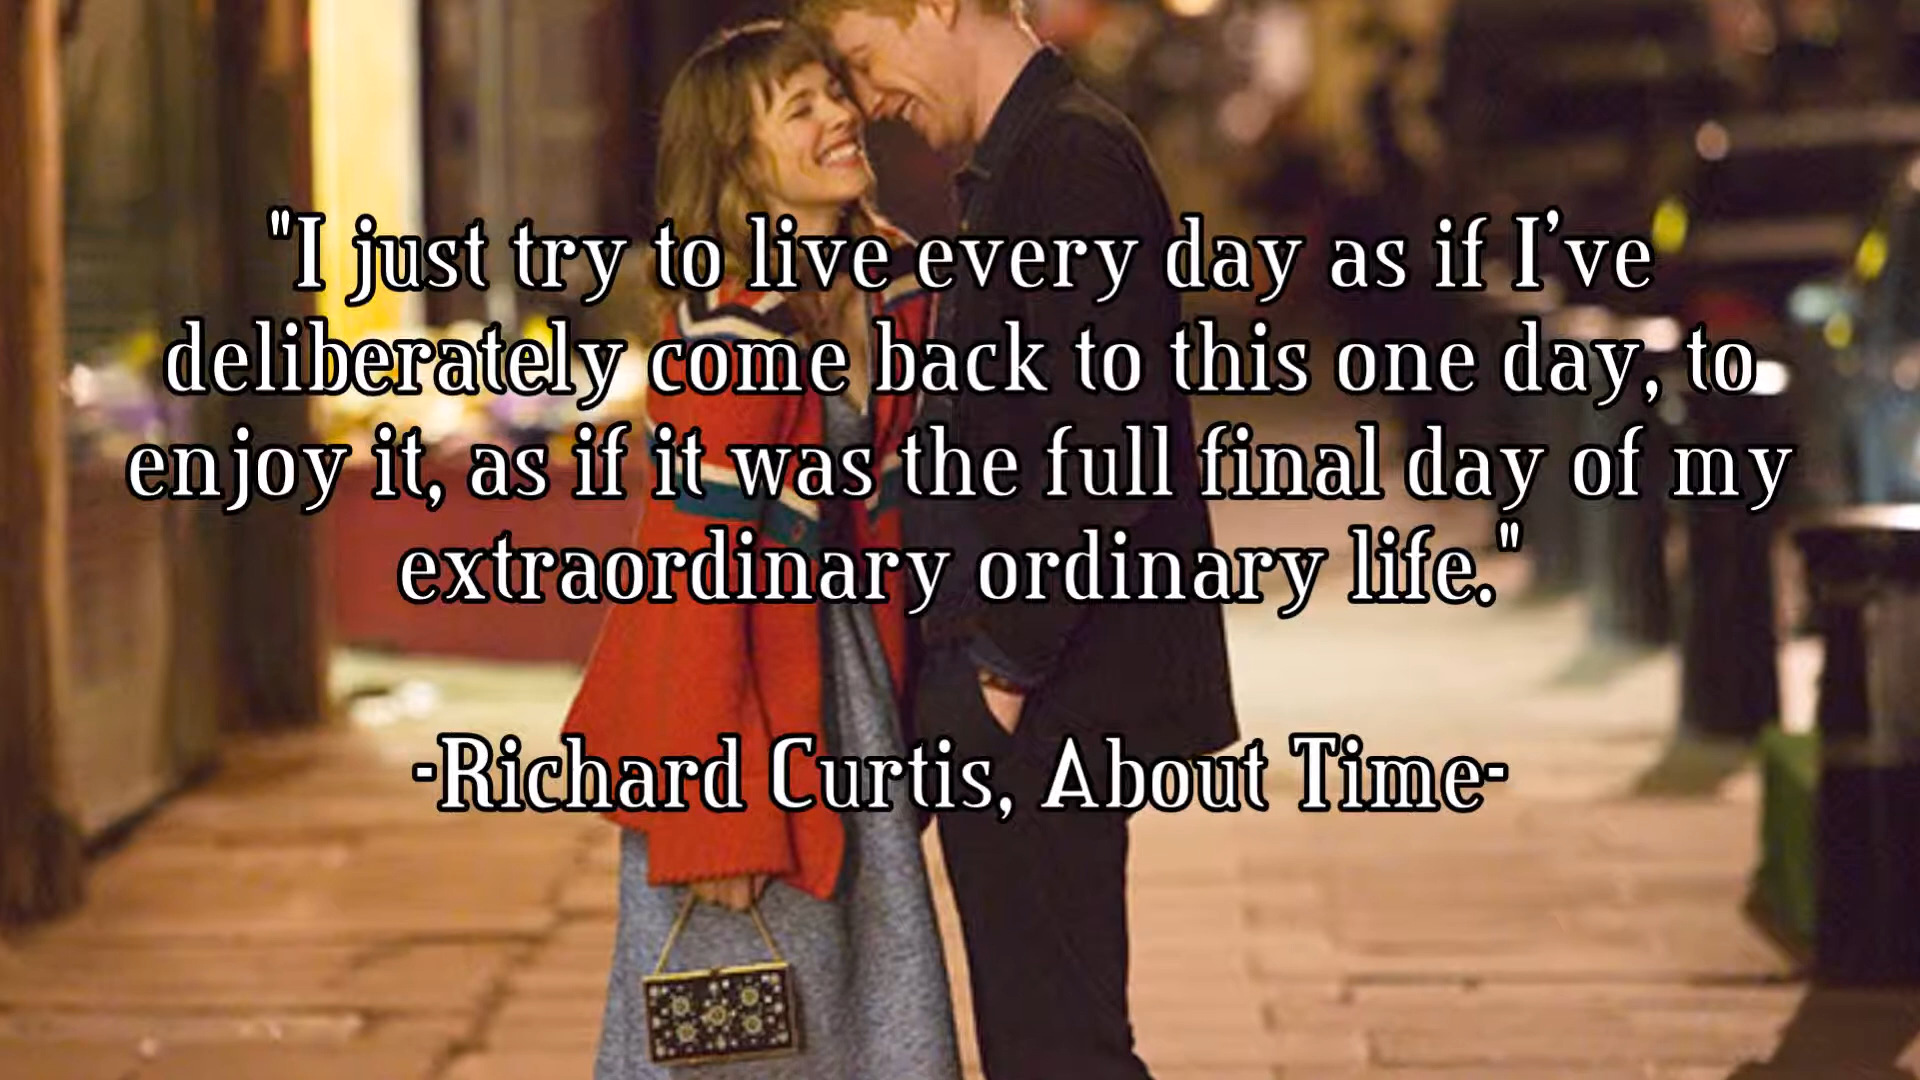 "I just try to live every day as if I've
deliberately come back to this one day, to
enjoy it, as if it was the full final day of my
extraordinary ordinary life."
-Richard Curtis, About Time-